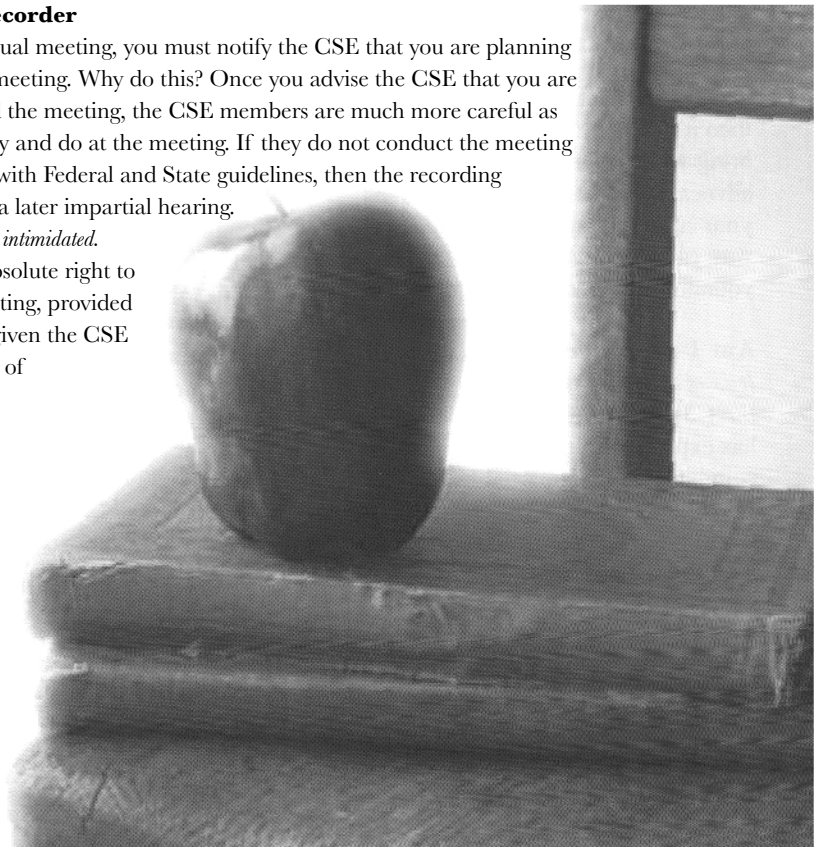 ecorder
ual meeting, you must notify the CSE that you are planning
meeting. Why do this? Once you advise the CSE that you are
the meeting, the CSE members are much more careful as
y and do at the meeting. If they do not conduct the meeting
with Federal and State guidelines, then the recording
a later impartial hearing.
intimidated.
bsolute right to
ting, provided
given the CSE
of